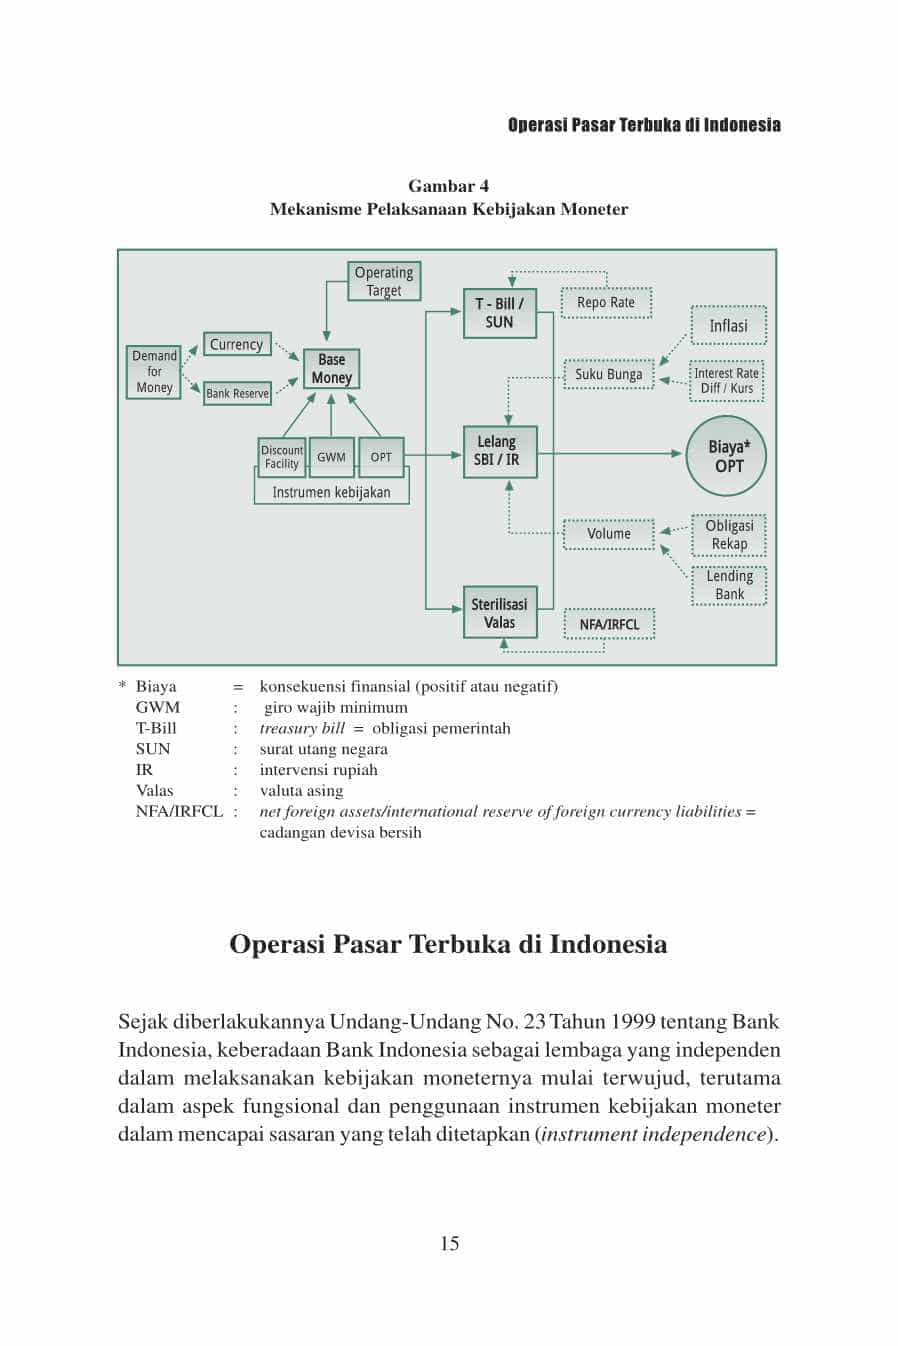 Operasi Pasar Terbuka di Indonesia
Gambar 4
Mekanisme Pelaksanaan Kebijakan Moneter
Operating
Target
T - Bill /
SUN
Repo Rate
Inflasi
Demand
for
Money
Currency
Bank Reserve
Base
Money
Suku Bunga
Interest Rate
Diff / Kurs
Discount
Facility
GWM
OPT
Instrumen kebijakan
Lelang
SBI / IR
Biaya*
OPT
Volume
Obligasi
Rekap
Lending
Bank
Sterilisasi
Valas
NFA/IRFCL
* Biaya = konsekuensi finansial (positif atau negatif)
GWM : giro wajib minimum
T-Bill : treasury bill = obligasi pemerintah
SUN : surat utang negara
IR : intervensi rupiah
Valas : valuta asing
NFA/IRFCL : net foreign assets/international reserve of foreign currency liabilities =
cadangan devisa bersih
Operasi Pasar Terbuka di Indonesia
Sejak diberlakukannya Undang-Undang No. 23 Tahun 1999 tentang Bank
Indonesia, keberadaan Bank Indonesia sebagai lembaga yang independen
dalam melaksanakan kebijakan moneternya mulai terwujud, terutama
dalam aspek fungsional dan penggunaan instrumen kebijakan moneter
dalam mencapai sasaran yang telah ditetapkan (instrument independence).
15